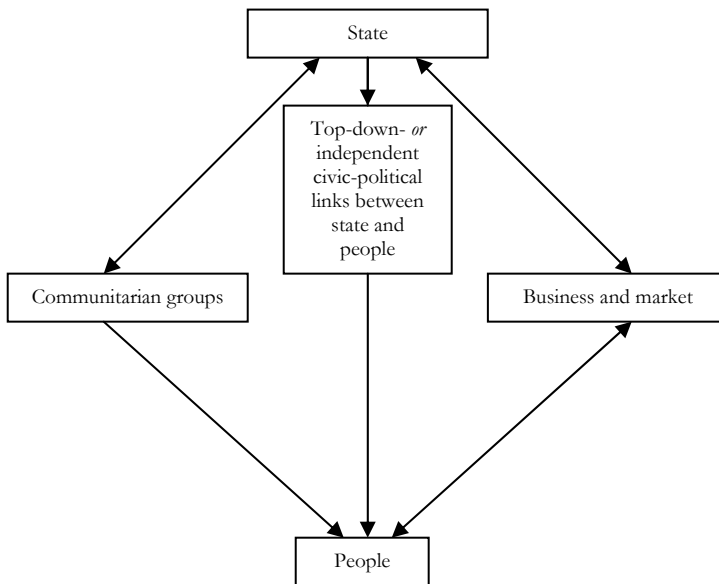 State
Top-down- or
independent
civic-political
links between
state and
people
Communitarian groups
Business and market
People